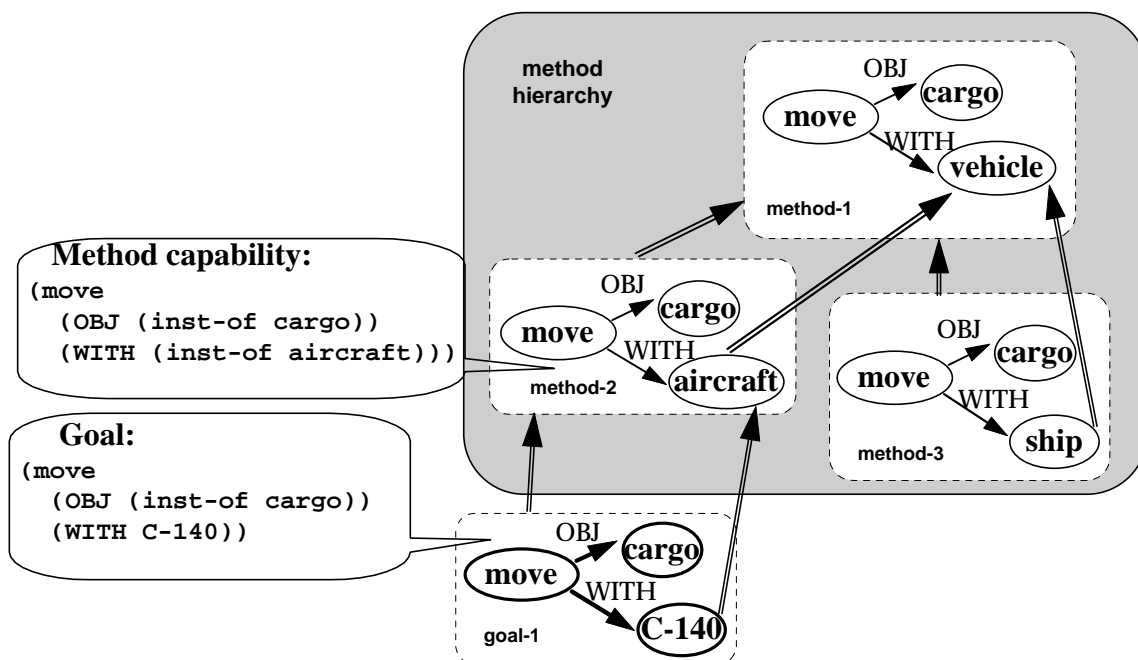 method
hierarchy
OBJ
cargo
move
WITH
vehicle
method-1
Method capability:
(move
(OBJ (inst-of cargo))
(WITH (inst-of aircraft)))
OBJ
cargo
move
WITH
aircraft
method-2
OBJ
cargo
move
WITH
ship
method-3
Goal:
(move
(OBJ (inst-of cargo))
(WITH C-140))
OBJ
cargo
move
WITH
C-140
goal-1